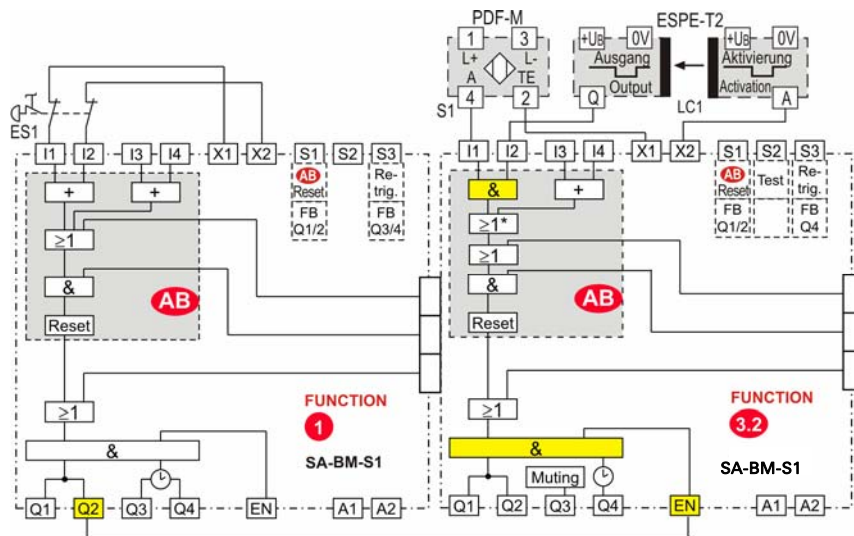 PDF-M
ESPE-T2
1 3
L+ L-
A TE
4 2
S1
+UB 0V
Ausgang
Output
Q
LC1
+UB 0V
Aktivierung
Activation
A
ES1
I1 I2 I3 I4 X1 X2 S1 S2 S3
+ +
≥1
&
Reset
AB
AB
Reset
FB
Q1/2
Re-
trig.
FB
Q3/4
≥1
&
FUNCTION
1
SA-BM-S1
Q1 Q2 Q3 Q4 EN A1 A2
I1 I2 I3 I4 X1 X2 S1 S2 S3
& +
≥1*
≥1
&
Reset
AB
AB
Reset
FB
Q1/2
Test
Re-
trig.
FB
Q4
≥1
&
Muting
FUNCTION
3.2
SA-BM-S1
Q1 Q2 Q3 Q4 EN A1 A2